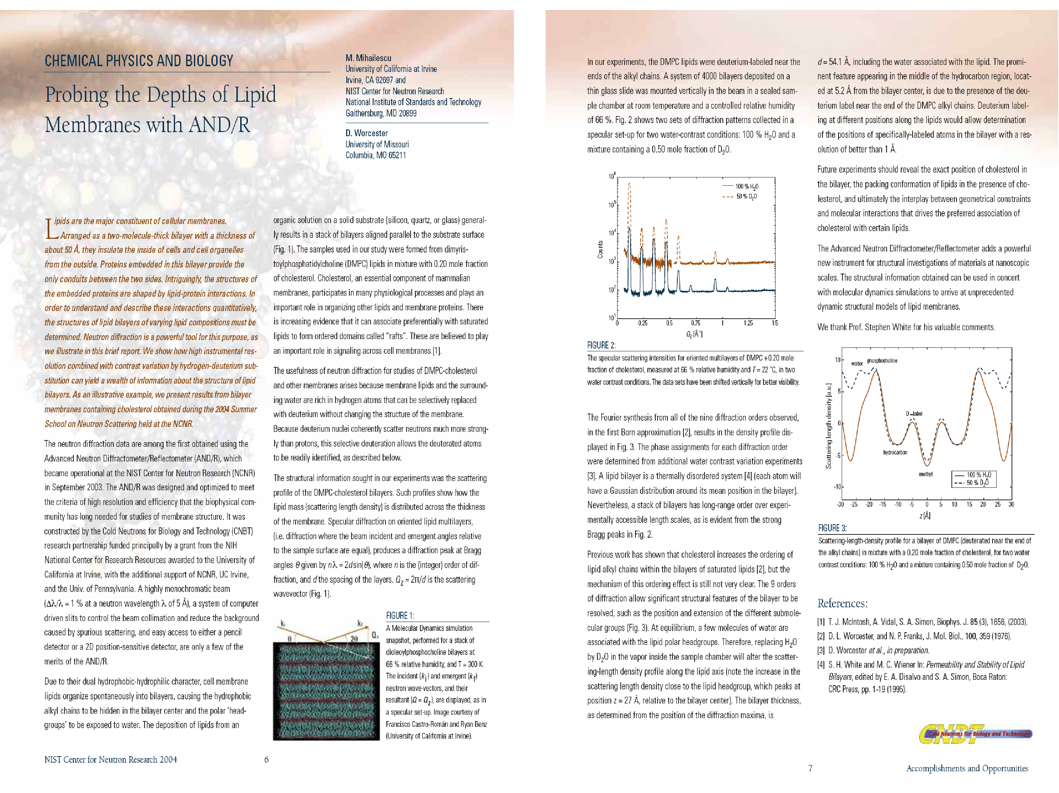 CHEMICAL PHYSICS AND BIOLOGY
Probing the Depths of Lipid
Membranes with AND/R
M. Mihailescu
University of California at Irvine
Irvine, CA 92697 and
NIST Center for Neutron Research
National Institute of Standards and Technology
Gaithersburg, MD 20899
D. Worcester
University of Missouri
Columbia, MO 65211
Lipids are the major constituent of cellular membranes.
Arranged as a two-molecule-thick bilayer with a thickness of
about 50 Å, they insulate the inside of cells and cell organelles
from the outside. Proteins embedded in this bilayer provide the
only conduits between the two sides. Intriguingly, the structures of
the embedded proteins are shaped by lipid-protein interactions. In
order to understand and describe these interactions quantitatively,
the structures of lipid bilayers of varying lipid compositions must be
determined. Neutron diffraction is a powerful tool for this purpose, as
we illustrate in this brief report. We show how high instrumental res-
olution combined with contrast variation by hydrogen-deuterium sub-
stitution can yield a wealth of information about the structure of lipid
bilayers. As an illustrative example, we present results from bilayer
membranes containing cholesterol obtained during the 2004 Summer
School on Neutron Scattering held at the NCNR.
The neutron diffraction data are among the first obtained using the
Advanced Neutron Diffractometer/Reflectometer (AND/R), which
became operational at the NIST Center for Neutron Research (NCNR)
in September 2003. The AND/R was designed and optimized to meet
the criteria of high resolution and efficiency that the biophysical com-
munity has long needed for studies of membrane structure. It was
constructed by the Cold Neutrons for Biology and Technology (CNBT)
research partnership funded principally by a grant from the NIH
National Center for Research Resources awarded to the University of
California at Irvine, with the additional support of NCNR, UC Irvine,
and the Univ. of Pennsylvania. A highly monochromatic beam
(Δλ/λ = 1 % at a neutron wavelength λ of 5 Å), a system of computer
driven slits to control the beam collimation and reduce the background
caused by spurious scattering, and easy access to either a pencil
detector or a 2D position-sensitive detector, are only a few of the
merits of the AND/R.
Due to their dual hydrophobic-hydrophilic character, cell membrane
lipids organize spontaneously into bilayers, causing the hydrophobic
alkyl chains to be hidden in the bilayer center and the polar 'head-
groups' to be exposed to water. The deposition of lipids from an
organic solution on a solid substrate (silicon, quartz, or glass) general-
ly results in a stack of bilayers aligned parallel to the substrate surface
(Fig. 1). The samples used in our study were formed from dimyris-
toylphosphatidylcholine (DMPC) lipids in mixture with 0.20 mole fraction
of cholesterol. Cholesterol, an essential component of mammalian
membranes, participates in many physiological processes and plays an
important role in organizing other lipids and membrane proteins. There
is increasing evidence that it can associate preferentially with saturated
lipids to form ordered domains called "rafts". These are believed to play
an important role in signaling across cell membranes [1].
The usefulness of neutron diffraction for studies of DMPC-cholesterol
and other membranes arises because membrane lipids and the surround-
ing water are rich in hydrogen atoms that can be selectively replaced
with deuterium without changing the structure of the membrane.
Because deuterium nuclei coherently scatter neutrons much more strong-
ly than protons, this selective deuteration allows the deuterated atoms
to be readily identified, as described below.
The structural information sought in our experiments was the scattering
profile of the DMPC-cholesterol bilayers. Such profiles show how the
lipid mass (scattering length density) is distributed across the thickness
of the membrane. Specular diffraction on oriented lipid multilayers,
(i.e. diffraction where the beam incident and emergent angles relative
to the sample surface are equal), produces a diffraction peak at Bragg
angles θ given by nλ = 2dsin(θ), where n is the (integer) order of dif-
fraction, and d the spacing of the layers. Qz = 2π/d is the scattering
wavevector (Fig. 1).
ki
kf
Qz
θ
2θ
FIGURE 1:
A Molecular Dynamics simulation
snapshot, performed for a stack of
dioleoylphosphocholine bilayers at
66 % relative humidity, and T = 300 K.
The incident (ki) and emergent (kf)
neutron wave-vectors, and their
resultant (Q = Qz), are displayed, as in
a specular set-up. Image courtesy of
Francisco Castro-Román and Ryan Benz
(University of California at Irvine).
NIST Center for Neutron Research 2004
6
In our experiments, the DMPC lipids were deuterium-labeled near the
ends of the alkyl chains. A system of 4000 bilayers deposited on a
thin glass slide was mounted vertically in the beam in a sealed sam-
ple chamber at room temperature and a controlled relative humidity
of 66 %. Fig. 2 shows two sets of diffraction patterns collected in a
specular set-up for two water-contrast conditions: 100 % H2O and a
mixture containing a 0.50 mole fraction of D2O.
10⁶
10⁵
10⁴
10³
10²
10¹
Counts
100 % H2O
50 % D2O
0 0.25 0.5 0.75 1 1.25 1.5
Qz [Å⁻¹]
FIGURE 2:
The specular scattering intensities for oriented multilayers of DMPC + 0.20 mole
fraction of cholesterol, measured at 66 % relative humidity and T = 22 °C, in two
water contrast conditions. The data sets have been shifted vertically for better visibility.
The Fourier synthesis from all of the nine diffraction orders observed,
in the first Born approximation [2], results in the density profile dis-
played in Fig. 3. The phase assignments for each diffraction order
were determined from additional water contrast variation experiments
[3]. A lipid bilayer is a thermally disordered system [4] (each atom will
have a Gaussian distribution around its mean position in the bilayer).
Nevertheless, a stack of bilayers has long-range order over experi-
mentally accessible length scales, as is evident from the strong
Bragg peaks in Fig. 2.
Previous work has shown that cholesterol increases the ordering of
lipid alkyl chains within the bilayers of saturated lipids [2], but the
mechanism of this ordering effect is still not very clear. The 9 orders
of diffraction allow significant structural features of the bilayer to be
resolved, such as the position and extension of the different submole-
cular groups (Fig. 3). At equilibrium, a few molecules of water are
associated with the lipid polar headgroups. Therefore, replacing H2O
by D2O in the vapor inside the sample chamber will alter the scatter-
ing-length density profile along the lipid axis (note the increase in the
scattering length density close to the lipid headgroup, which peaks at
position z = 27 Å, relative to the bilayer center). The bilayer thickness,
as determined from the position of the diffraction maxima, is
d = 54.1 Å, including the water associated with the lipid. The promi-
nent feature appearing in the middle of the hydrocarbon region, locat-
ed at 5.2 Å from the bilayer center, is due to the presence of the deu-
terium label near the end of the DMPC alkyl chains. Deuterium label-
ing at different positions along the lipids would allow determination
of the positions of specifically-labeled atoms in the bilayer with a res-
olution of better than 1 Å.
Future experiments should reveal the exact position of cholesterol in
the bilayer, the packing conformation of lipids in the presence of cho-
lesterol, and ultimately the interplay between geometrical constraints
and molecular interactions that drives the preferred association of
cholesterol with certain lipids.
The Advanced Neutron Diffractometer/Reflectometer adds a powerful
new instrument for structural investigations of materials at nanoscopic
scales. The structural information obtained can be used in concert
with molecular dynamics simulations to arrive at unprecedented
dynamic structural models of lipid membranes.
We thank Prof. Stephen White for his valuable comments.
Scattering length density [a.u.]
10
0
-5
-10
water
phosphocholine
D-label
hydrocarbon
methyl
100 % H2O
50 % D2O
-30 -25 -20 -15 -10 -5 0 5 10 15 20 25 30
z [Å]
FIGURE 3:
Scattering-length-density profile for a bilayer of DMPC (deuterated near the end of
the alkyl chains) in mixture with a 0.20 mole fraction of cholesterol, for two water
contrast conditions: 100 % H2O and a mixture containing 0.50 mole fraction of D2O.
References:
[1] T. J. McIntosh, A. Vidal, S. A. Simon, Biophys. J. 85 (3), 1656, (2003).
[2] D. L. Worcester, and N. P. Franks, J. Mol. Biol., 100, 359 (1976).
[3] D. Worcester et al., in preparation.
[4] S. H. White and M. C. Wiener In: Permeability and Stability of Lipid
Bilayers, edited by E. A. Disalvo and S. A. Simon, Boca Raton:
CRC Press, pp. 1-19 (1995).
Cold Neutrons for Biology and Technology
7
Accomplishments and Opportunities